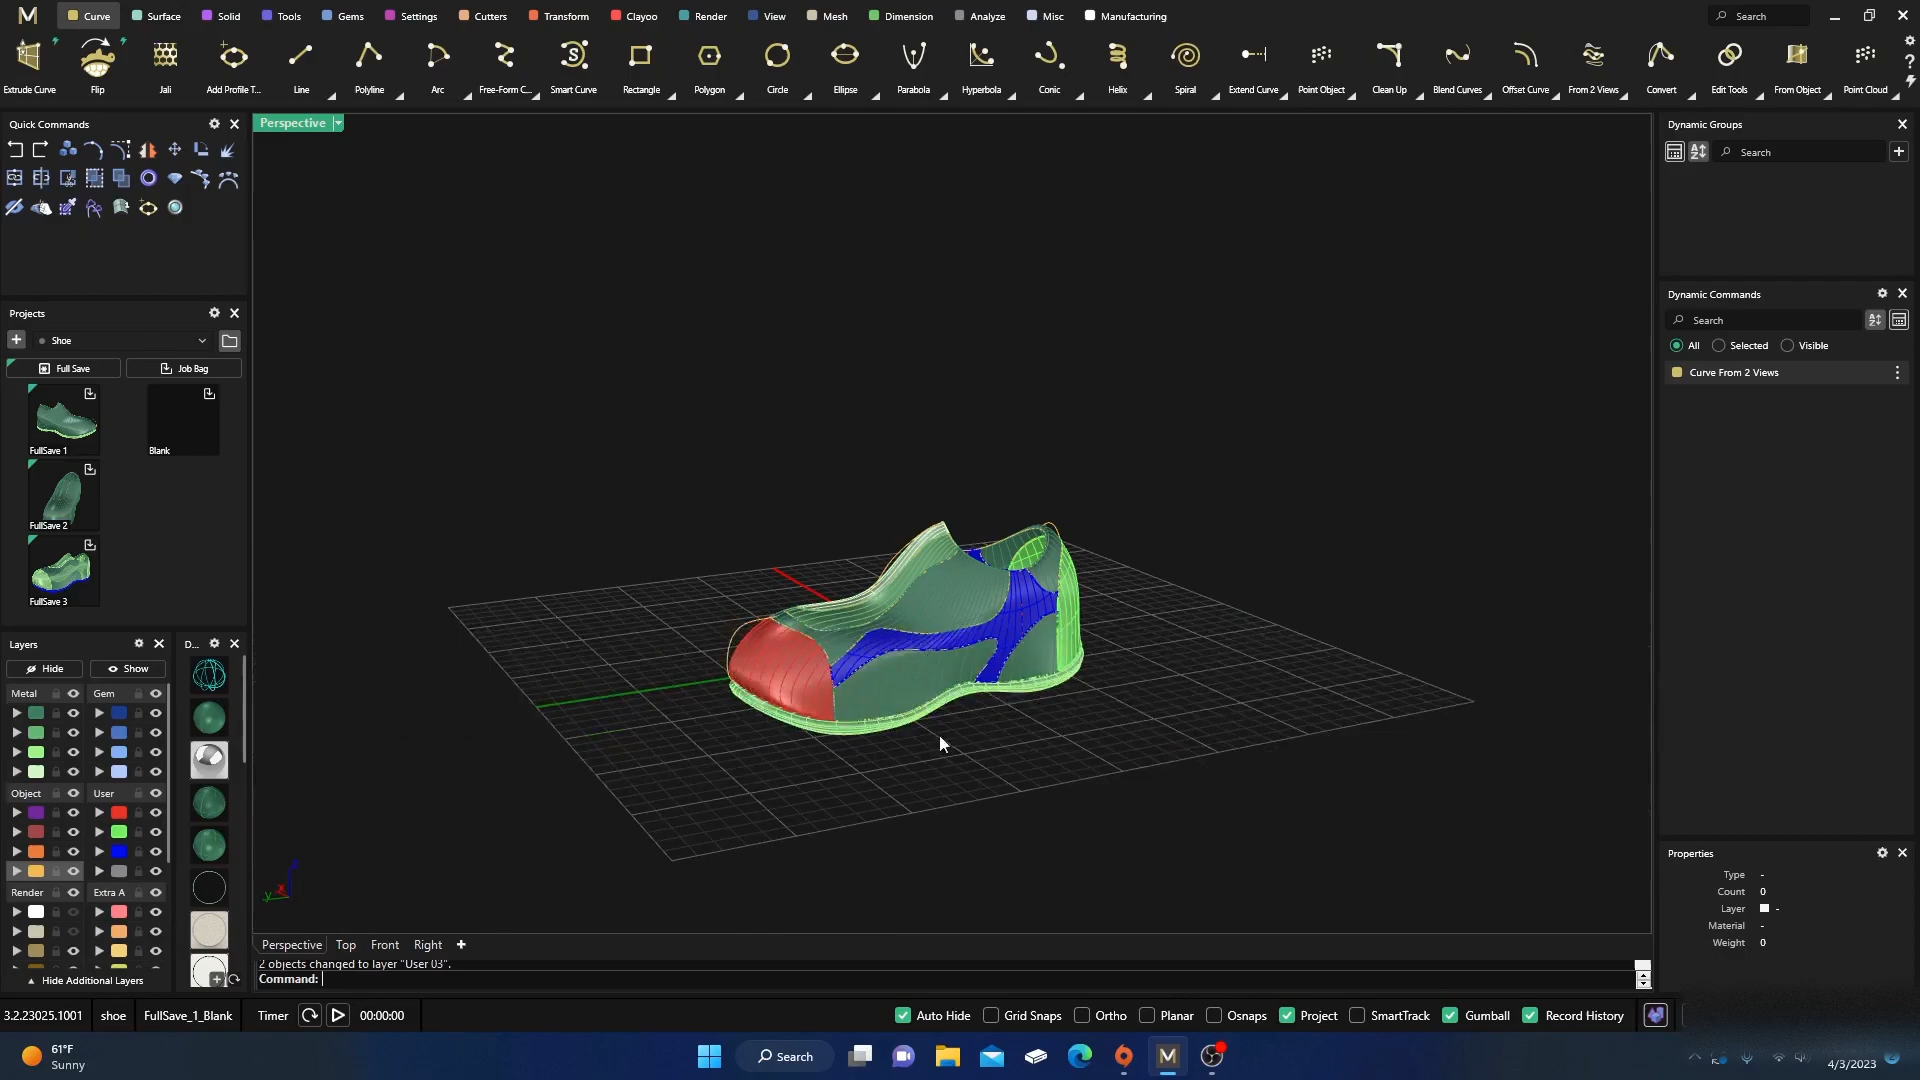 M Curve Surface Solid Tools Gems Settings Cutters Transform Clayoo Render View Mesh Dimension Analyze Misc Manufacturing Search
Extrude Curve Flip Jali Add Profile T... Line Polyline Arc Free-Form C... Smart Curve Rectangle Polygon Circle Ellipse Parabola Hyperbola Conic Helix Spiral Extend Curve Point Object Clean Up Blend Curves Offset Curve From 2 Views Convert Edit Tools From Object Point Cloud
Quick Commands
Projects
Shoe
Full Save Job Bag
FullSave 1 Blank
FullSave 2
FullSave 3
Layers D...
Hide Show
Metal Gem
Object User
Render Extra A
Hide Additional Layers
Perspective
z
x
y
Perspective Top Front Right
2 objects changed to layer "User 03".
Command:
Dynamic Groups
Search
Dynamic Commands
Search
All Selected Visible
Curve From 2 Views
Properties
Type -
Count 0
Layer -
Material -
Weight 0
3.2.23025.1001 shoe FullSave_1_Blank Timer 00:00:00 Auto Hide Grid Snaps Ortho Planar Osnaps Project SmartTrack Gumball Record History
61°F
Sunny
Search
4/3/2023